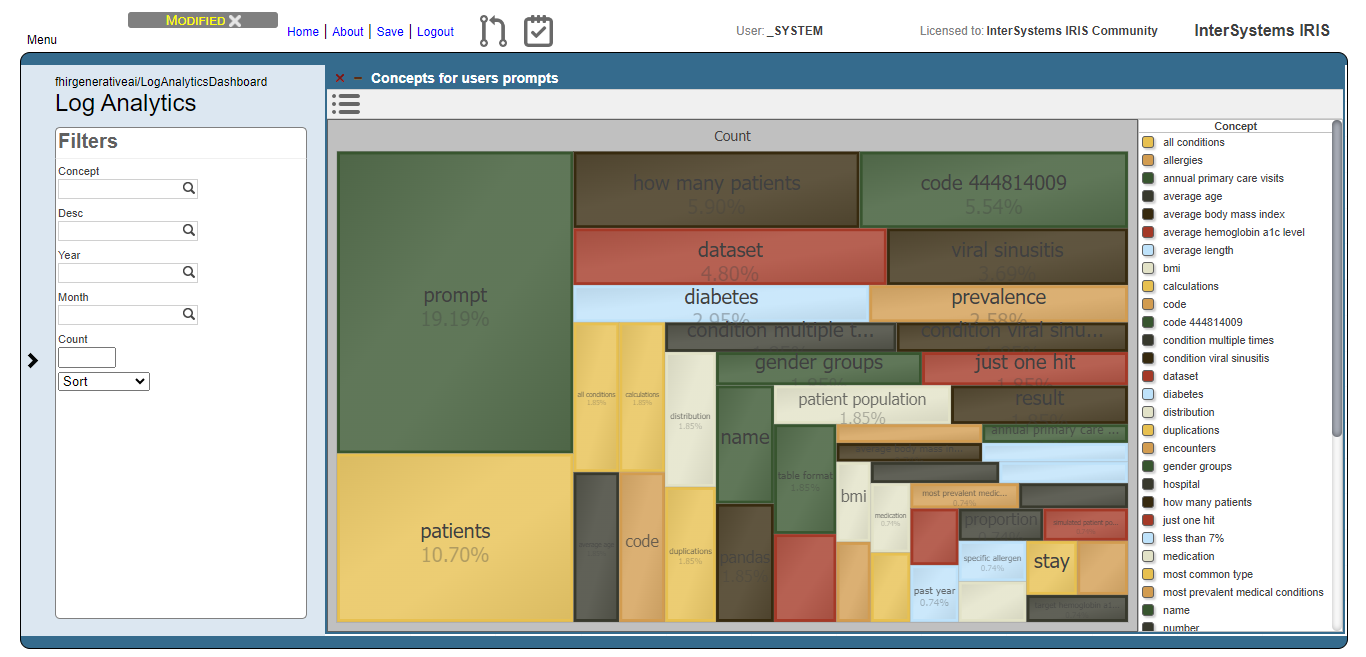 MODIFIED
Menu
Home | About | Save | Logout
User: _SYSTEM
Licensed to: InterSystems IRIS Community
InterSystems IRIS
fhirgenerativeai/LogAnalyticsDashboard
Log Analytics
Filters
Concept
Desc
Year
Month
Count
Sort
Concepts for users prompts
Count
prompt
19.19%
patients
10.70%
how many patients
5.90%
code 444814009
5.54%
dataset
4.80%
viral sinusitis
3.69%
diabetes
2.95%
prevalence
2.58%
condition multiple t...
condition viral sinu...
gender groups
1.85%
just one hit
1.85%
all conditions
1.85%
calculations
1.85%
distribution
1.85%
patient population
1.85%
result
1.85%
name
annual primary care ...
average body mass in...
table format
1.85%
bmi
most prevalent medic...
0.74%
average age
code
duplications
1.85%
pandas
1.85%
medication
0.74%
proportion
0.74%
simulated patient po...
0.74%
specific allergen
0.74%
stay
past year
0.74%
target hemoglobin a1...
Concept
all conditions
allergies
annual primary care visits
average age
average body mass index
average hemoglobin a1c level
average length
bmi
calculations
code
code 444814009
condition multiple times
condition viral sinusitis
dataset
diabetes
distribution
duplications
encounters
gender groups
hospital
how many patients
just one hit
less than 7%
medication
most common type
most prevalent medical conditions
name
number